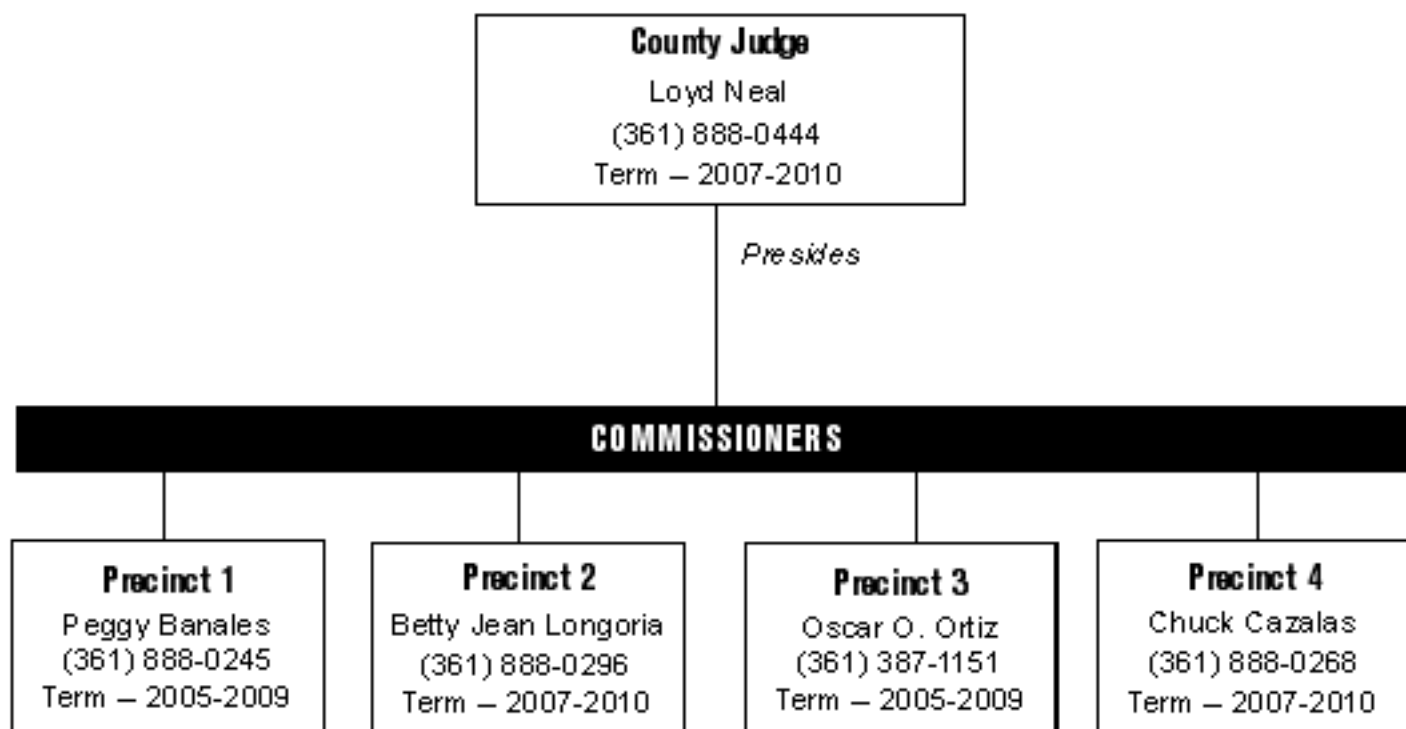 County Judge
Loyd Neal
(361) 888-0444
Term – 2007-2010
Presides
COMMISSIONERS
Precinct 1
Peggy Banales
(361) 888-0245
Term – 2005-2009
Precinct 2
Betty Jean Longoria
(361) 888-0296
Term – 2007-2010
Precinct 3
Oscar O. Ortiz
(361) 387-1151
Term – 2005-2009
Precinct 4
Chuck Cazalas
(361) 888-0268
Term – 2007-2010